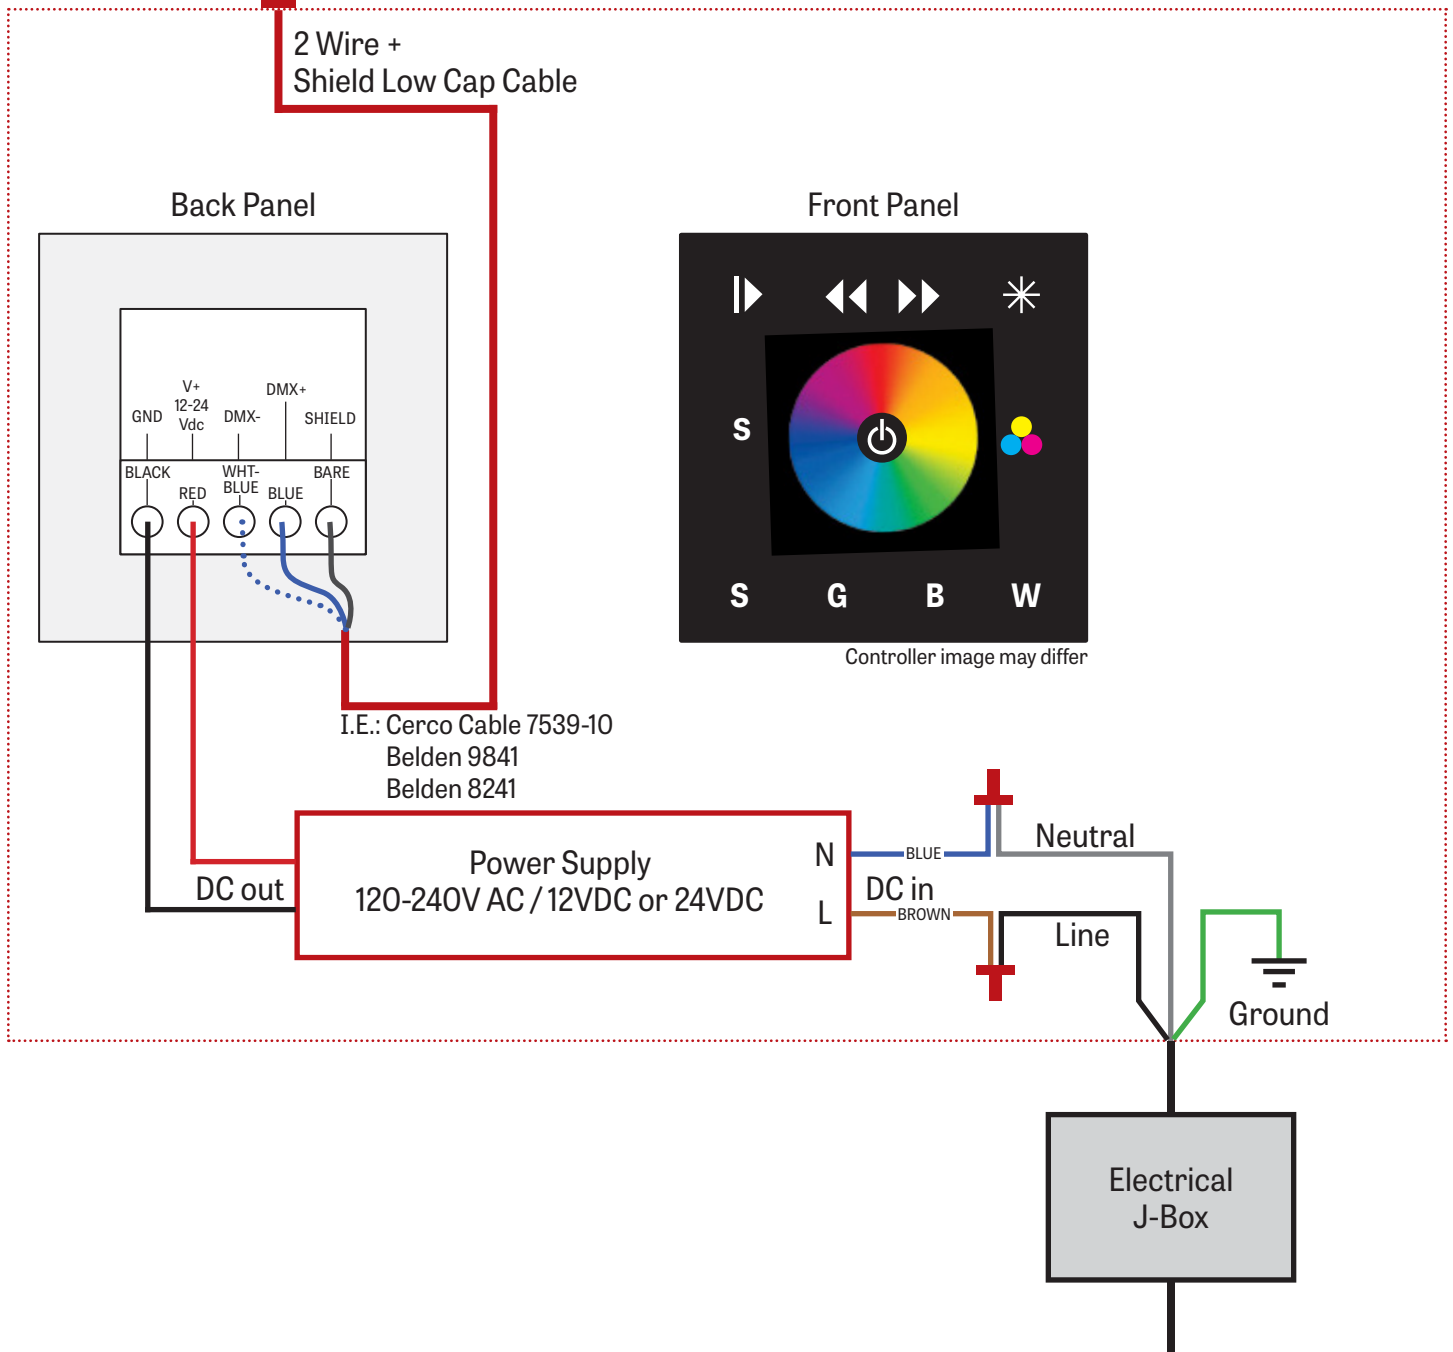 2 Wire +
Shield Low Cap Cable
Back Panel
Front Panel
GND
V+
12-24
Vdc
DMX-
DMX+
SHIELD
BLACK
RED
WHT-
BLUE
BLUE
BARE
S
S
G
B
W
Controller image may differ
I.E.: Cerco Cable 7539-10
Belden 9841
Belden 8241
Power Supply
120-240V AC / 12VDC or 24VDC
DC out
N
L
BLUE
DC in
BROWN
Neutral
Line
Ground
Electrical
J-Box